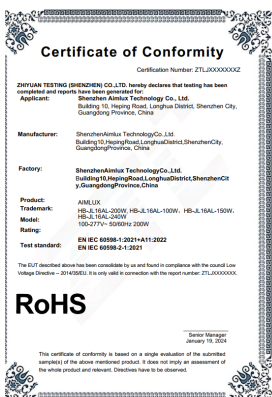 Certificate of Conformity
Certification Number: ZTLJXXXXXXXZ
ZHIYUAN TESTING (SHENZHEN) CO.,LTD. hereby declares that testing has been
completed and reports have been generated for:
Applicant: Shenzhen Aimlux Technology Co., Ltd.
Building 10, Heping Road, Longhua District, Shenzhen City,
Guangdong Province, China
Manufacturer: ShenzhenAimlux TechnologyCo.,Ltd.
Building10,HepingRoad,LonghuaDistrict,ShenzhenCity,
GuangdongProvince,China
Factory: ShenzhenAimlux TechnologyCo.,Ltd.
Building10,HepingRoad,LonghuaDistrict,ShenzhenCit
y,GuangdongProvince,China
Product: AIMLUX
Trademark: HB-JL16AL-200W, HB-JL16AL-100W、HB-JL16AL-150W、
Model: HB-JL16AL-240W
Rating: 100-277V~ 50/60Hz 200W
Test standard: EN IEC 60598-1:2021+A11:2022
EN IEC 60598-2-1:2021
The EUT described above has been consolidate by us and found in compliance with the council Low
Voltage Directive – 2014/35/EU. It is only valid in connection with the report number: ZTLJXXXXXXX.
RoHS
Senior Manager
January 19, 2024
This certificate of conformity is based on a single evaluation of the submitted
sample(s) of the above mentioned product. It does not imply an assessment of
the whole product and relevant. Directives have to be observed.